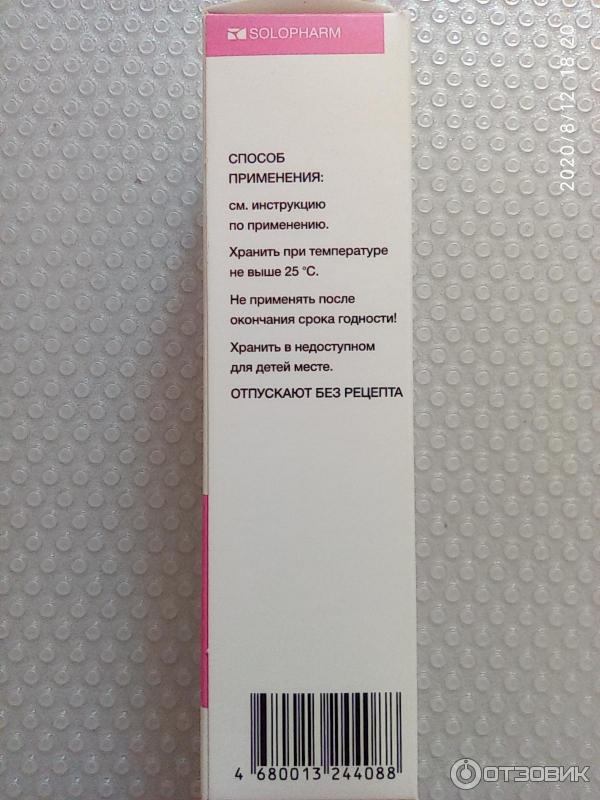 SOLOPHARM
СПОСОБ
ПРИМЕНЕНИЯ:
см. инструкцию
по применению.
Хранить при температуре
не выше 25 °С.
Не применять после
окончания срока годности!
Хранить в недоступном
для детей месте.
ОТПУСКАЮТ БЕЗ РЕЦЕПТА
4 680013 244088
2020/8/12 18:20
ОТЗОВИК